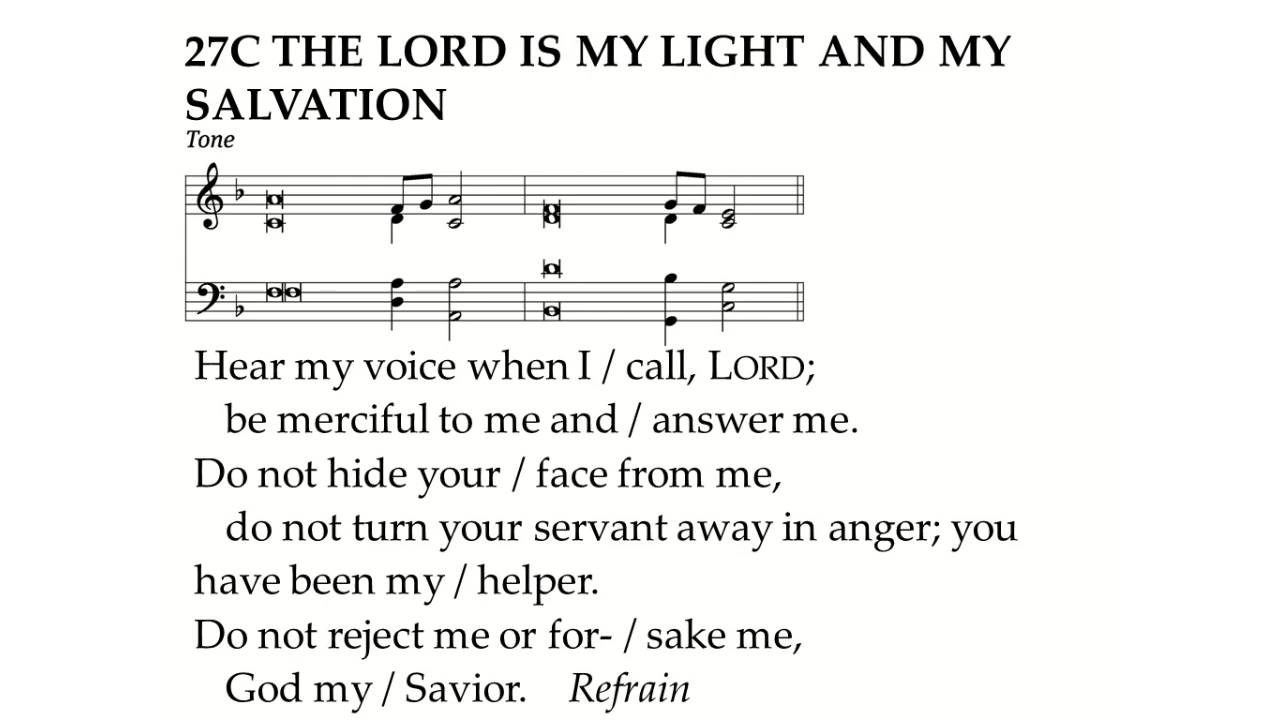 27C THE LORD IS MY LIGHT AND MY
SALVATION
Tone
Hear my voice when I / call, LORD;
be merciful to me and / answer me.
Do not hide your / face from me,
do not turn your servant away in anger; you
have been my / helper.
Do not reject me or for- / sake me,
God my / Savior. Refrain